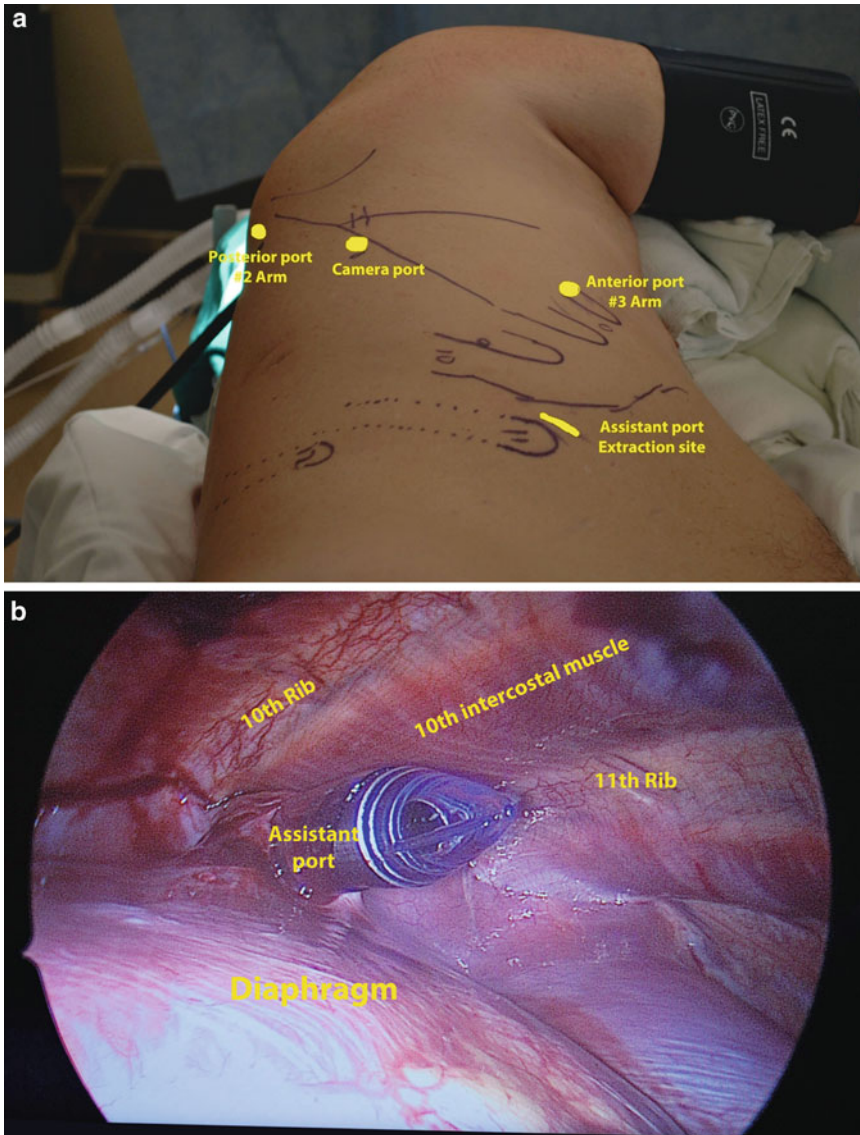 a
CE
LATEX FREE
PVC
Posterior port
#2 Arm
Camera port
Anterior port
#3 Arm
Assistant port
Extraction site
b
10th Rib
10th intercostal muscle
11th Rib
Assistant
port
Diaphragm